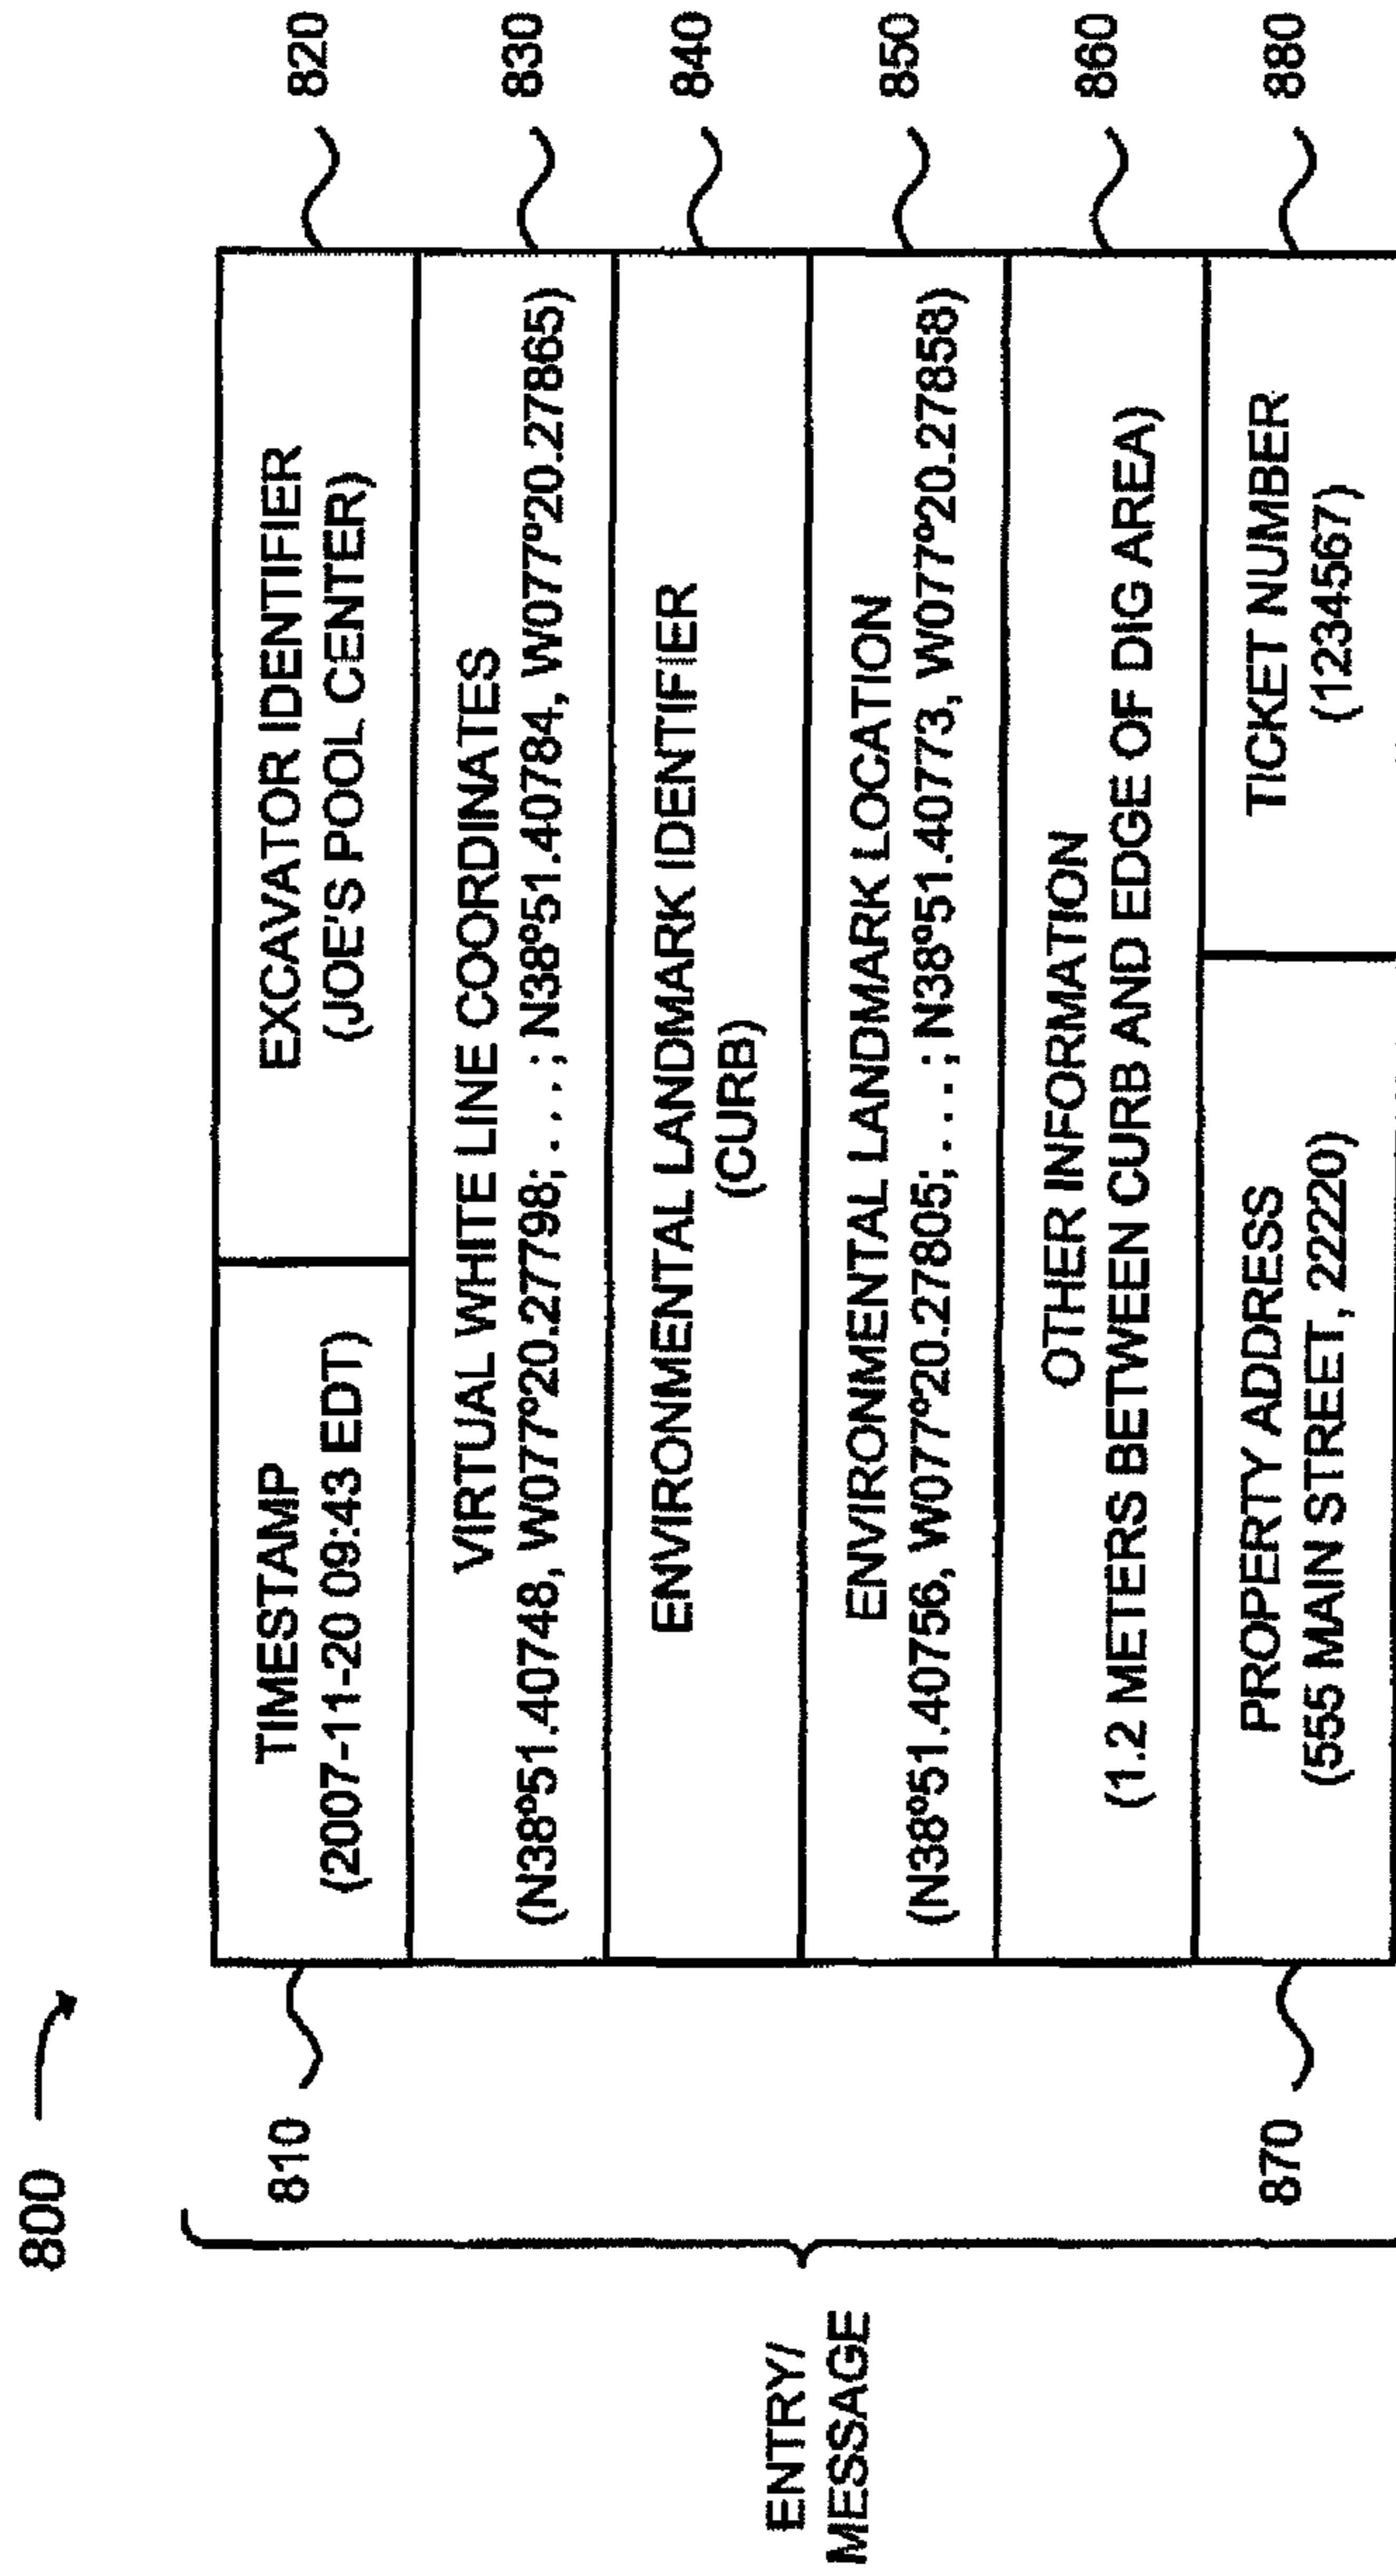 800
ENTRY/
MESSAGE
810
TIMESTAMP
(2007-11-20 09:43 EDT)
EXCAVATOR IDENTIFIER
(JOE'S POOL CENTER)
820
VIRTUAL WHITE LINE COORDINATES
(N38°51.40748, W077°20.27798; . . .; N38°51.40784, W077°20.27865)
830
ENVIRONMENTAL LANDMARK IDENTIFIER
(CURB)
840
ENVIRONMENTAL LANDMARK LOCATION
(N38°51.40756, W077°20.27805; . . .; N38°51.40773, W077°20.27858)
850
OTHER INFORMATION
(1.2 METERS BETWEEN CURB AND EDGE OF DIG AREA)
860
870
PROPERTY ADDRESS
(555 MAIN STREET, 22220)
TICKET NUMBER
(1234567)
880